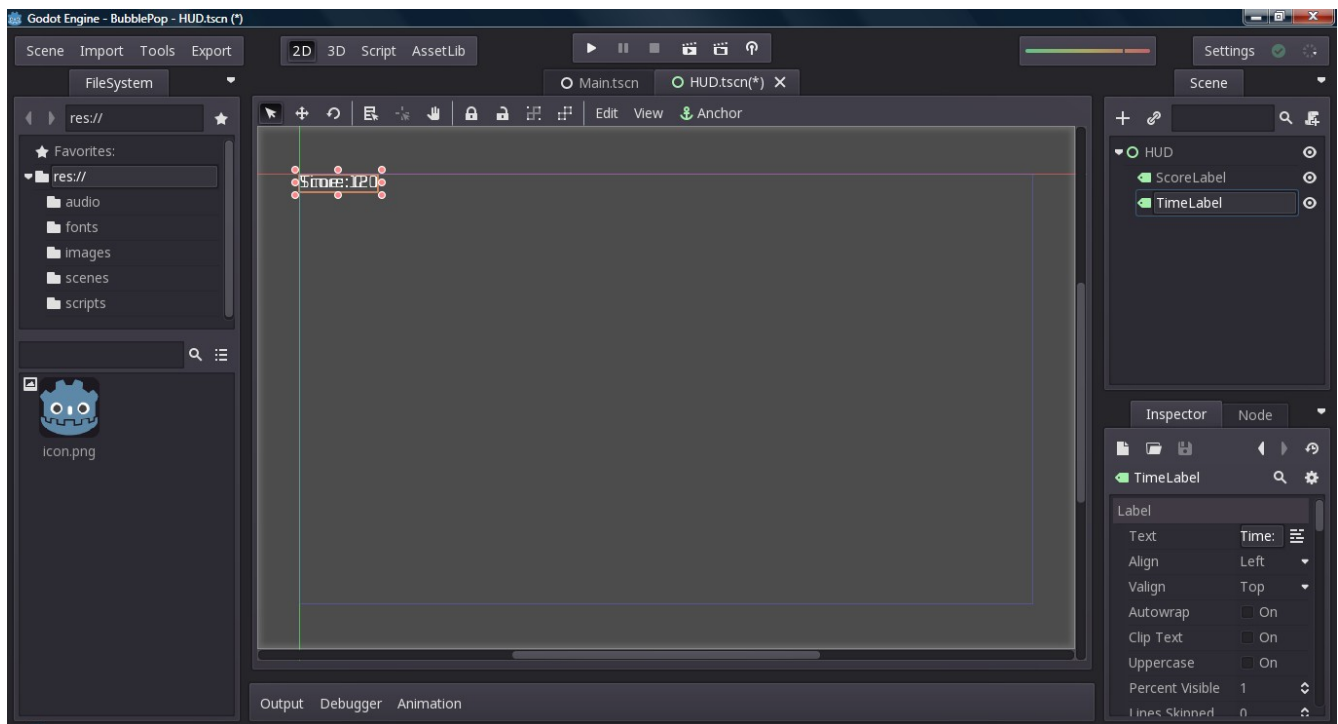 Godot Engine - BubblePop - HUD.tscn (*)
Scene Import Tools Export 2D 3D Script AssetLib Settings
FileSystem
Main.tscn HUD.tscn(*)
Scene
res://
Favorites:
res://
audio
fonts
images
scenes
scripts
icon.png
Edit View Anchor
HUD
ScoreLabel
TimeLabel
Inspector Node
TimeLabel
Label
Text Time:
Align Left
Valign Top
Autowrap On
Clip Text On
Uppercase On
Percent Visible 1
Lines Skipped 0
Output Debugger Animation